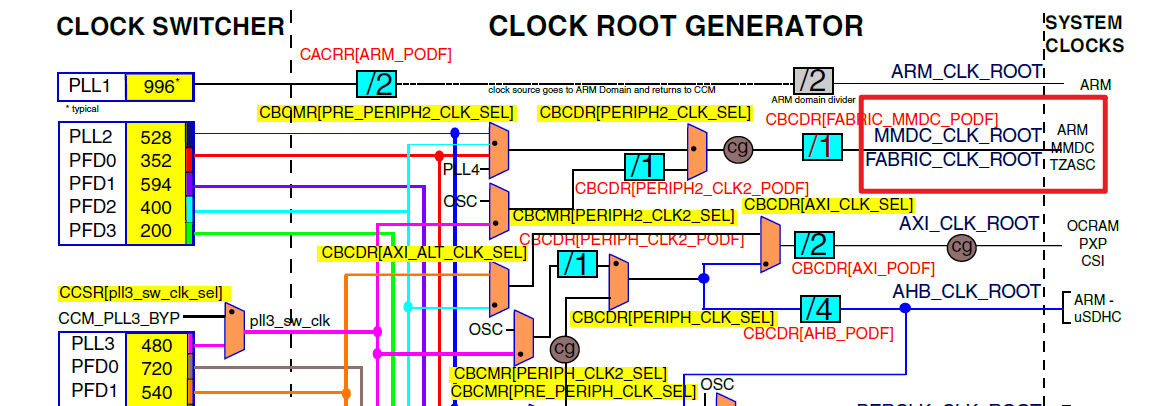 CLOCK SWITCHER
CLOCK ROOT GENERATOR
SYSTEM
CLOCKS
CACRR[ARM_PODF]
PLL1 996*
/2
clock source goes to ARM Domain and returns to CCM
/2
ARM_CLK_ROOT
ARM
* typical
ARM domain divider
CBCMR[PRE_PERIPH2_CLK_SEL]
CBCDR[PERIPH2_CLK_SEL]
CBCDR[FABRIC_MMDC_PODF]
PLL2 528
PFD0 352
PFD1 594
PFD2 400
PFD3 200
PLL4
cg
/1
MMDC_CLK_ROOT
FABRIC_CLK_ROOT
ARM
MMDC
TZASC
/1
CBCDR[PERIPH2_CLK2_PODF]
OSC
CBCMR[PERIPH2_CLK2_SEL]
CBCDR[AXI_CLK_SEL]
CBCDR[PERIPH_CLK2_PODF]
CBCDR[AXI_ALT_CLK_SEL]
/2
AXI_CLK_ROOT
cg
OCRAM
PXP
CSI
CBCDR[AXI_PODF]
/1
CCSR[pll3_sw_clk_sel]
CCM_PLL3_BYP
pll3_sw_clk
/4
AHB_CLK_ROOT
ARM -
uSDHC
CBCDR[PERIPH_CLK_SEL]
CBCDR[AHB_PODF]
OSC
cg
PLL3 480
PFD0 720
PFD1 540
CBCMR[PERIPH_CLK2_SEL]
CBCMR[PRE_PERIPH_CLK_SEL]
OSC